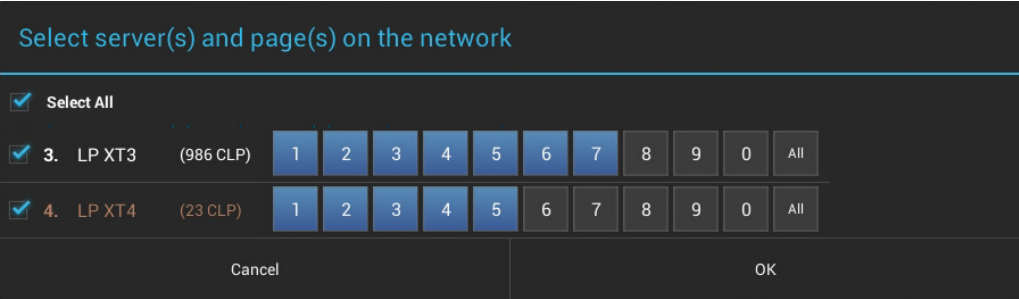 Select server(s) and page(s) on the network
Select All
3. LP XT3 (986 CLP) 1 2 3 4 5 6 7 8 9 0 All
4. LP XT4 (23 CLP) 1 2 3 4 5 6 7 8 9 0 All
Cancel OK